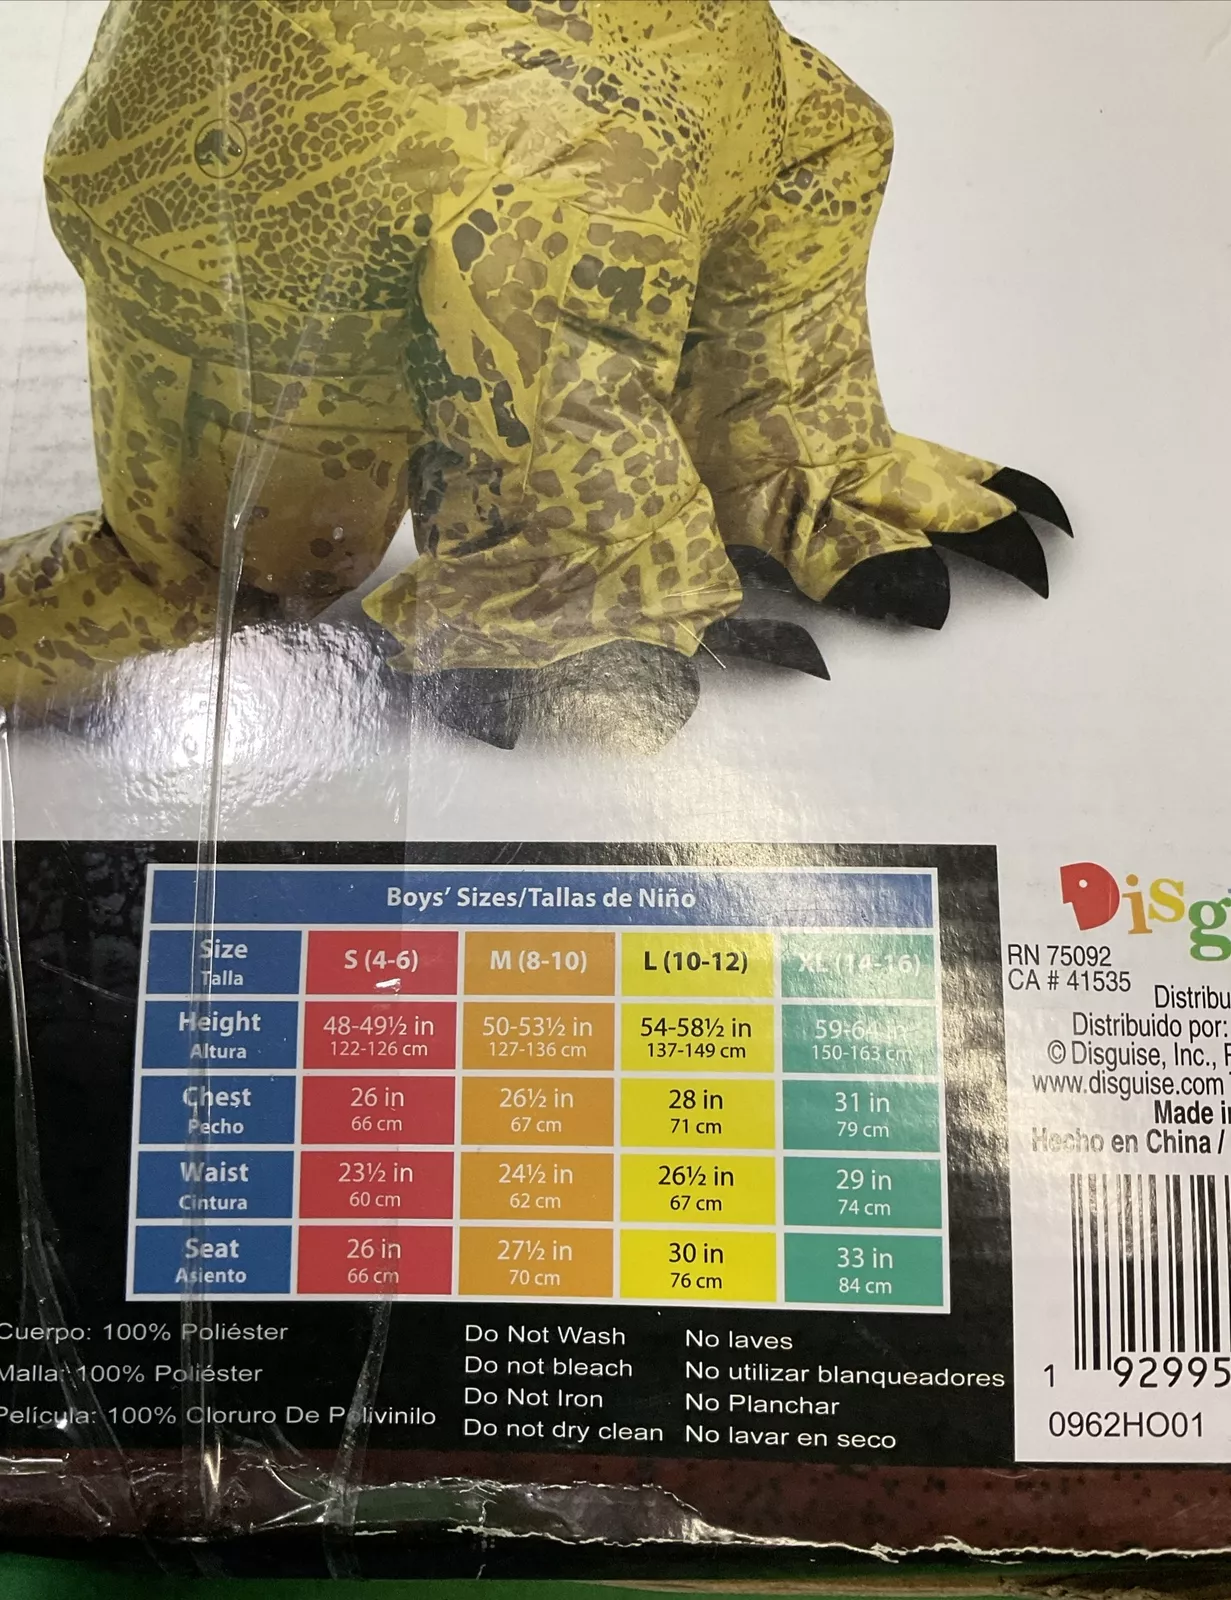 Boys' Sizes/Tallas de Niño
Size S (4-6) M (8-10) L (10-12) XL (14-16)
Talla
Height 48-49½ in 50-53½ in 54-58½ in 59-64 in
Altura 122-126 cm 127-136 cm 137-149 cm 150-163 cm
Chest 26 in 26½ in 28 in 31 in
Pecho 66 cm 67 cm 71 cm 79 cm
Waist 23½ in 24½ in 26½ in 29 in
Cintura 60 cm 62 cm 67 cm 74 cm
Seat 26 in 27½ in 30 in 33 in
Asiento 66 cm 70 cm 76 cm 84 cm
Cuerpo: 100% Poliéster
Malla: 100% Poliéster
Película: 100% Cloruro De Polivinilo
Do Not Wash No laves
Do not bleach No utilizar blanqueadores
Do Not Iron No Planchar
Do not dry clean No lavar en seco
Disg
RN 75092
CA # 41535
Distribu
Distribuido por:
© Disguise, Inc.,
www.disguise.com
Made in
Hecho en China /
1 92995
0962HO01